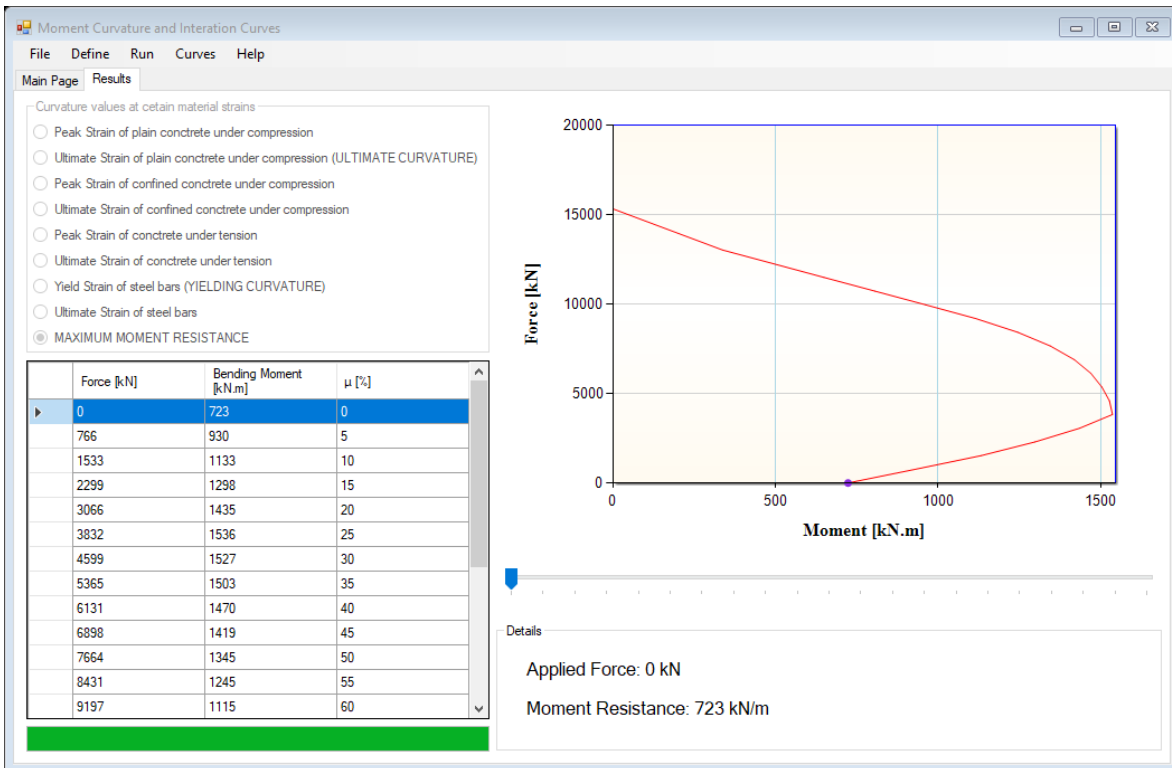 Moment Curvature and Interation Curves
File Define Run Curves Help
Main Page Results
Curvature values at cetain material strains
Peak Strain of plain conctrete under compression
Ultimate Strain of plain conctrete under compression (ULTIMATE CURVATURE)
Peak Strain of confined conctrete under compression
Ultimate Strain of confined conctrete under compression
Peak Strain of conctrete under tension
Ultimate Strain of conctrete under tension
Yield Strain of steel bars (YIELDING CURVATURE)
Ultimate Strain of steel bars
MAXIMUM MOMENT RESISTANCE
Force [kN] Bending Moment [kN.m] μ [%]
0 723 0
766 930 5
1533 1133 10
2299 1298 15
3066 1435 20
3832 1536 25
4599 1527 30
5365 1503 35
6131 1470 40
6898 1419 45
7664 1345 50
8431 1245 55
9197 1115 60
20000
15000
10000
5000
0
Force [kN]
0 500 1000 1500
Moment [kN.m]
Details
Applied Force: 0 kN
Moment Resistance: 723 kN/m